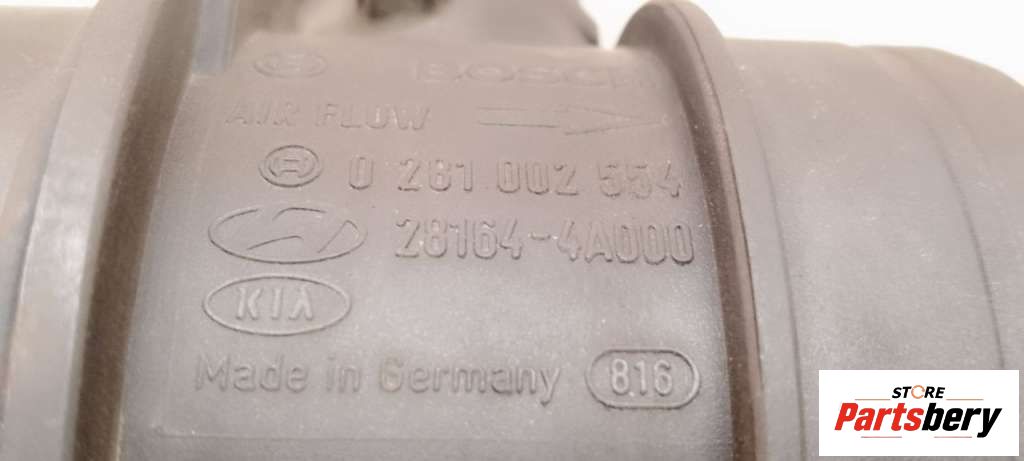 BOSCH
AIR FLOW
0 281 002 554
28164-4A000
KIA
Made in Germany 816
STORE
Partsbery